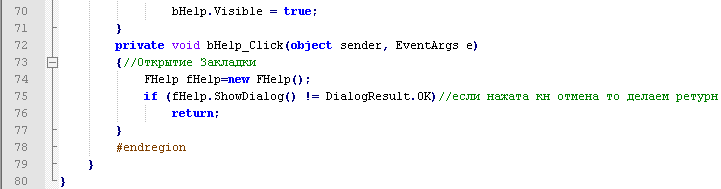 70 bHelp.Visible = true;
71 }
72 private void bHelp_Click(object sender, EventArgs e)
73 {//Открытие Закладки
74 FHelp fHelp=new FHelp();
75 if (fHelp.ShowDialog() != DialogResult.OK)//если нажата кн отмена то делаем ретурн
76 return;
77 }
78 #endregion
79 }
80 }